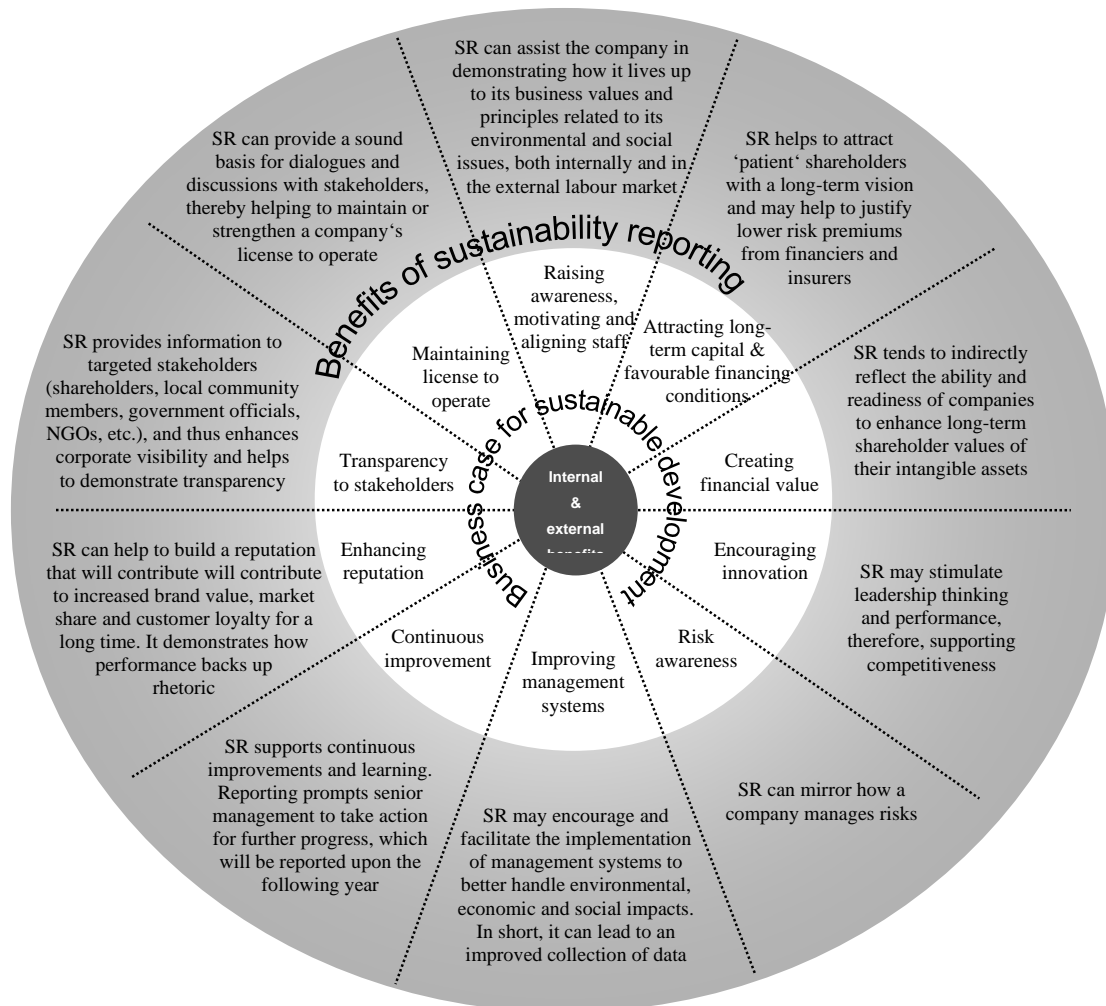 SR can assist the company in
demonstrating how it lives up
to its business values and
principles related to its
environmental and social
issues, both internally and in
the external labour market
SR can provide a sound
basis for dialogues and
discussions with stakeholders,
thereby helping to maintain or
strengthen a company‘s
license to operate
SR helps to attract
‘patient‘ shareholders
with a long-term vision
and may help to justify
lower risk premiums
from financiers and
insurers
Benefits of sustainability reporting
Raising
awareness,
motivating and
aligning staff
Attracting long-
term capital &
favourable financing
conditions
Maintaining
license to
operate
SR provides information to
targeted stakeholders
(shareholders, local community
members, government officials,
NGOs, etc.), and thus enhances
corporate visibility and helps
to demonstrate transparency
SR tends to indirectly
reflect the ability and
readiness of companies
to enhance long-term
shareholder values of
their intangible assets
Business case for sustainable development
Transparency
to stakeholders
Internal
&
external
benefits
Creating
financial value
SR can help to build a reputation
that will contribute will contribute
to increased brand value, market
share and customer loyalty for a
long time. It demonstrates how
performance backs up
rhetoric
Enhancing
reputation
Encouraging
innovation
SR may stimulate
leadership thinking
and performance,
therefore, supporting
competitiveness
Continuous
improvement
Improving
management
systems
Risk
awareness
SR supports continuous
improvements and learning.
Reporting prompts senior
management to take action
for further progress, which
will be reported upon the
following year
SR may encourage and
facilitate the implementation
of management systems to
better handle environmental,
economic and social impacts.
In short, it can lead to an
improved collection of data
SR can mirror how a
company manages risks